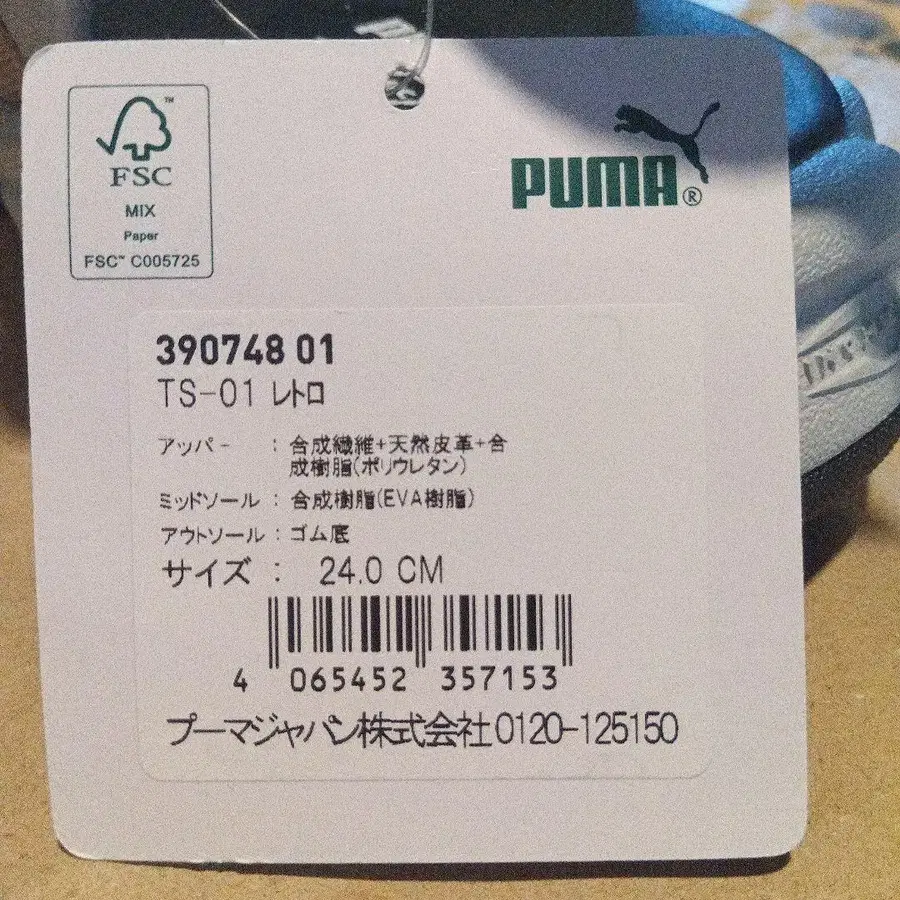 FSC™
MIX
Paper
FSC™ C005725
PUMA®
390748 01
TS-01 レトロ
アッパー : 合成繊維+天然皮革+合
成樹脂(ポリウレタン)
ミッドソール : 合成樹脂(EVA樹脂)
アウトソール : ゴム底
サイズ : 24.0 CM
4 065452 357153
プーマジャパン株式会社0120-125150